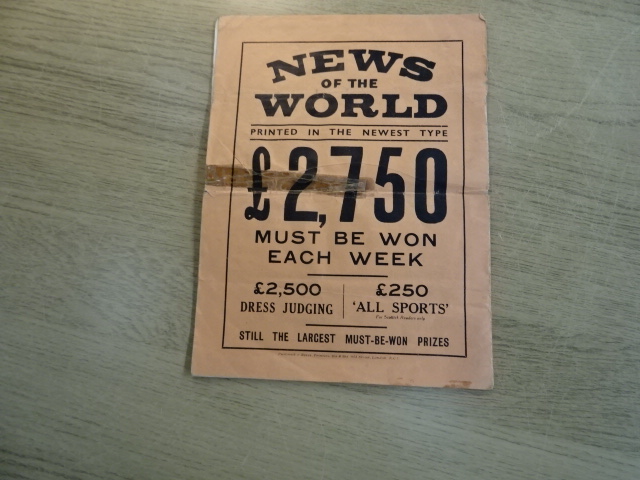 NEWS
OF THE
WORLD
PRINTED IN THE NEWEST TYPE
£2,750
MUST BE WON
EACH WEEK
£2,500
DRESS JUDGING
£250
'ALL SPORTS'
STILL THE LARGEST MUST-BE-WON PRIZES